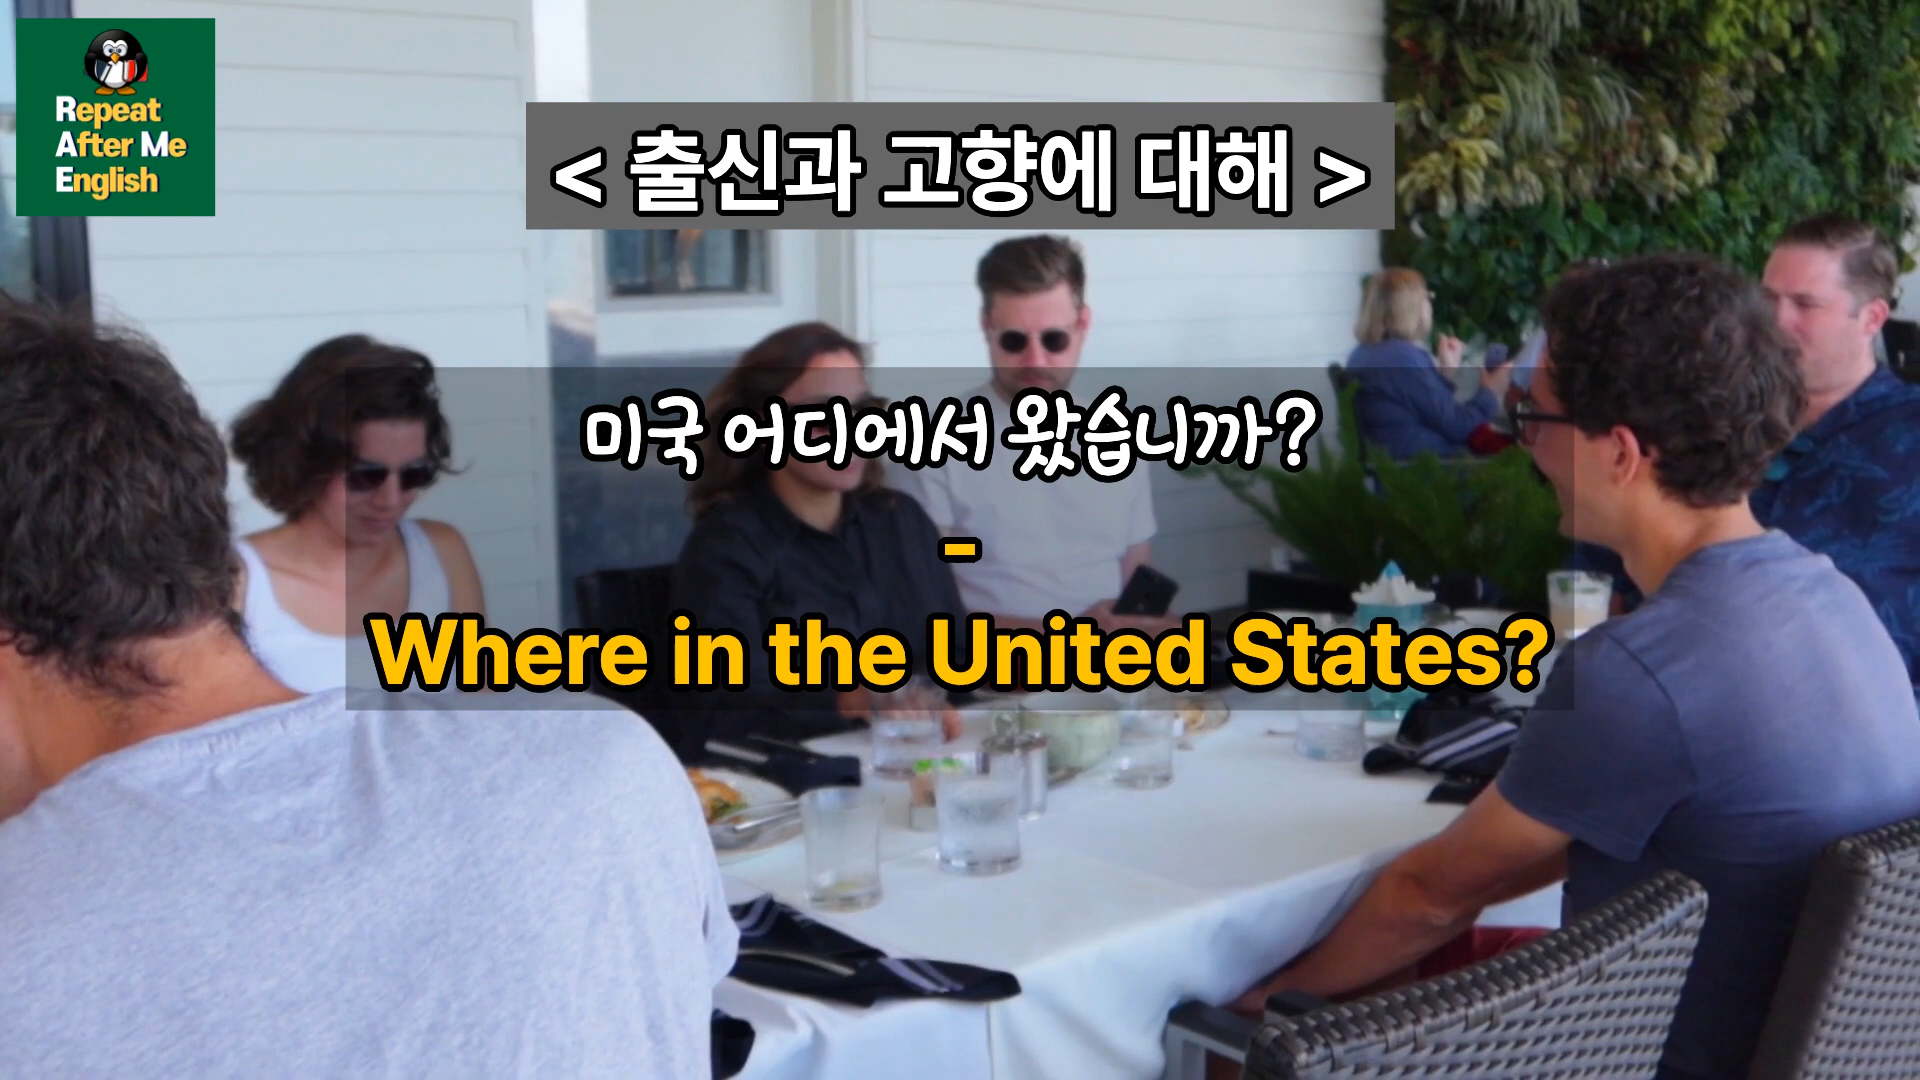 Repeat
After Me
English
< 출신과 고향에 대해 >
미국 어디에서 왔습니까?
-
Where in the United States?